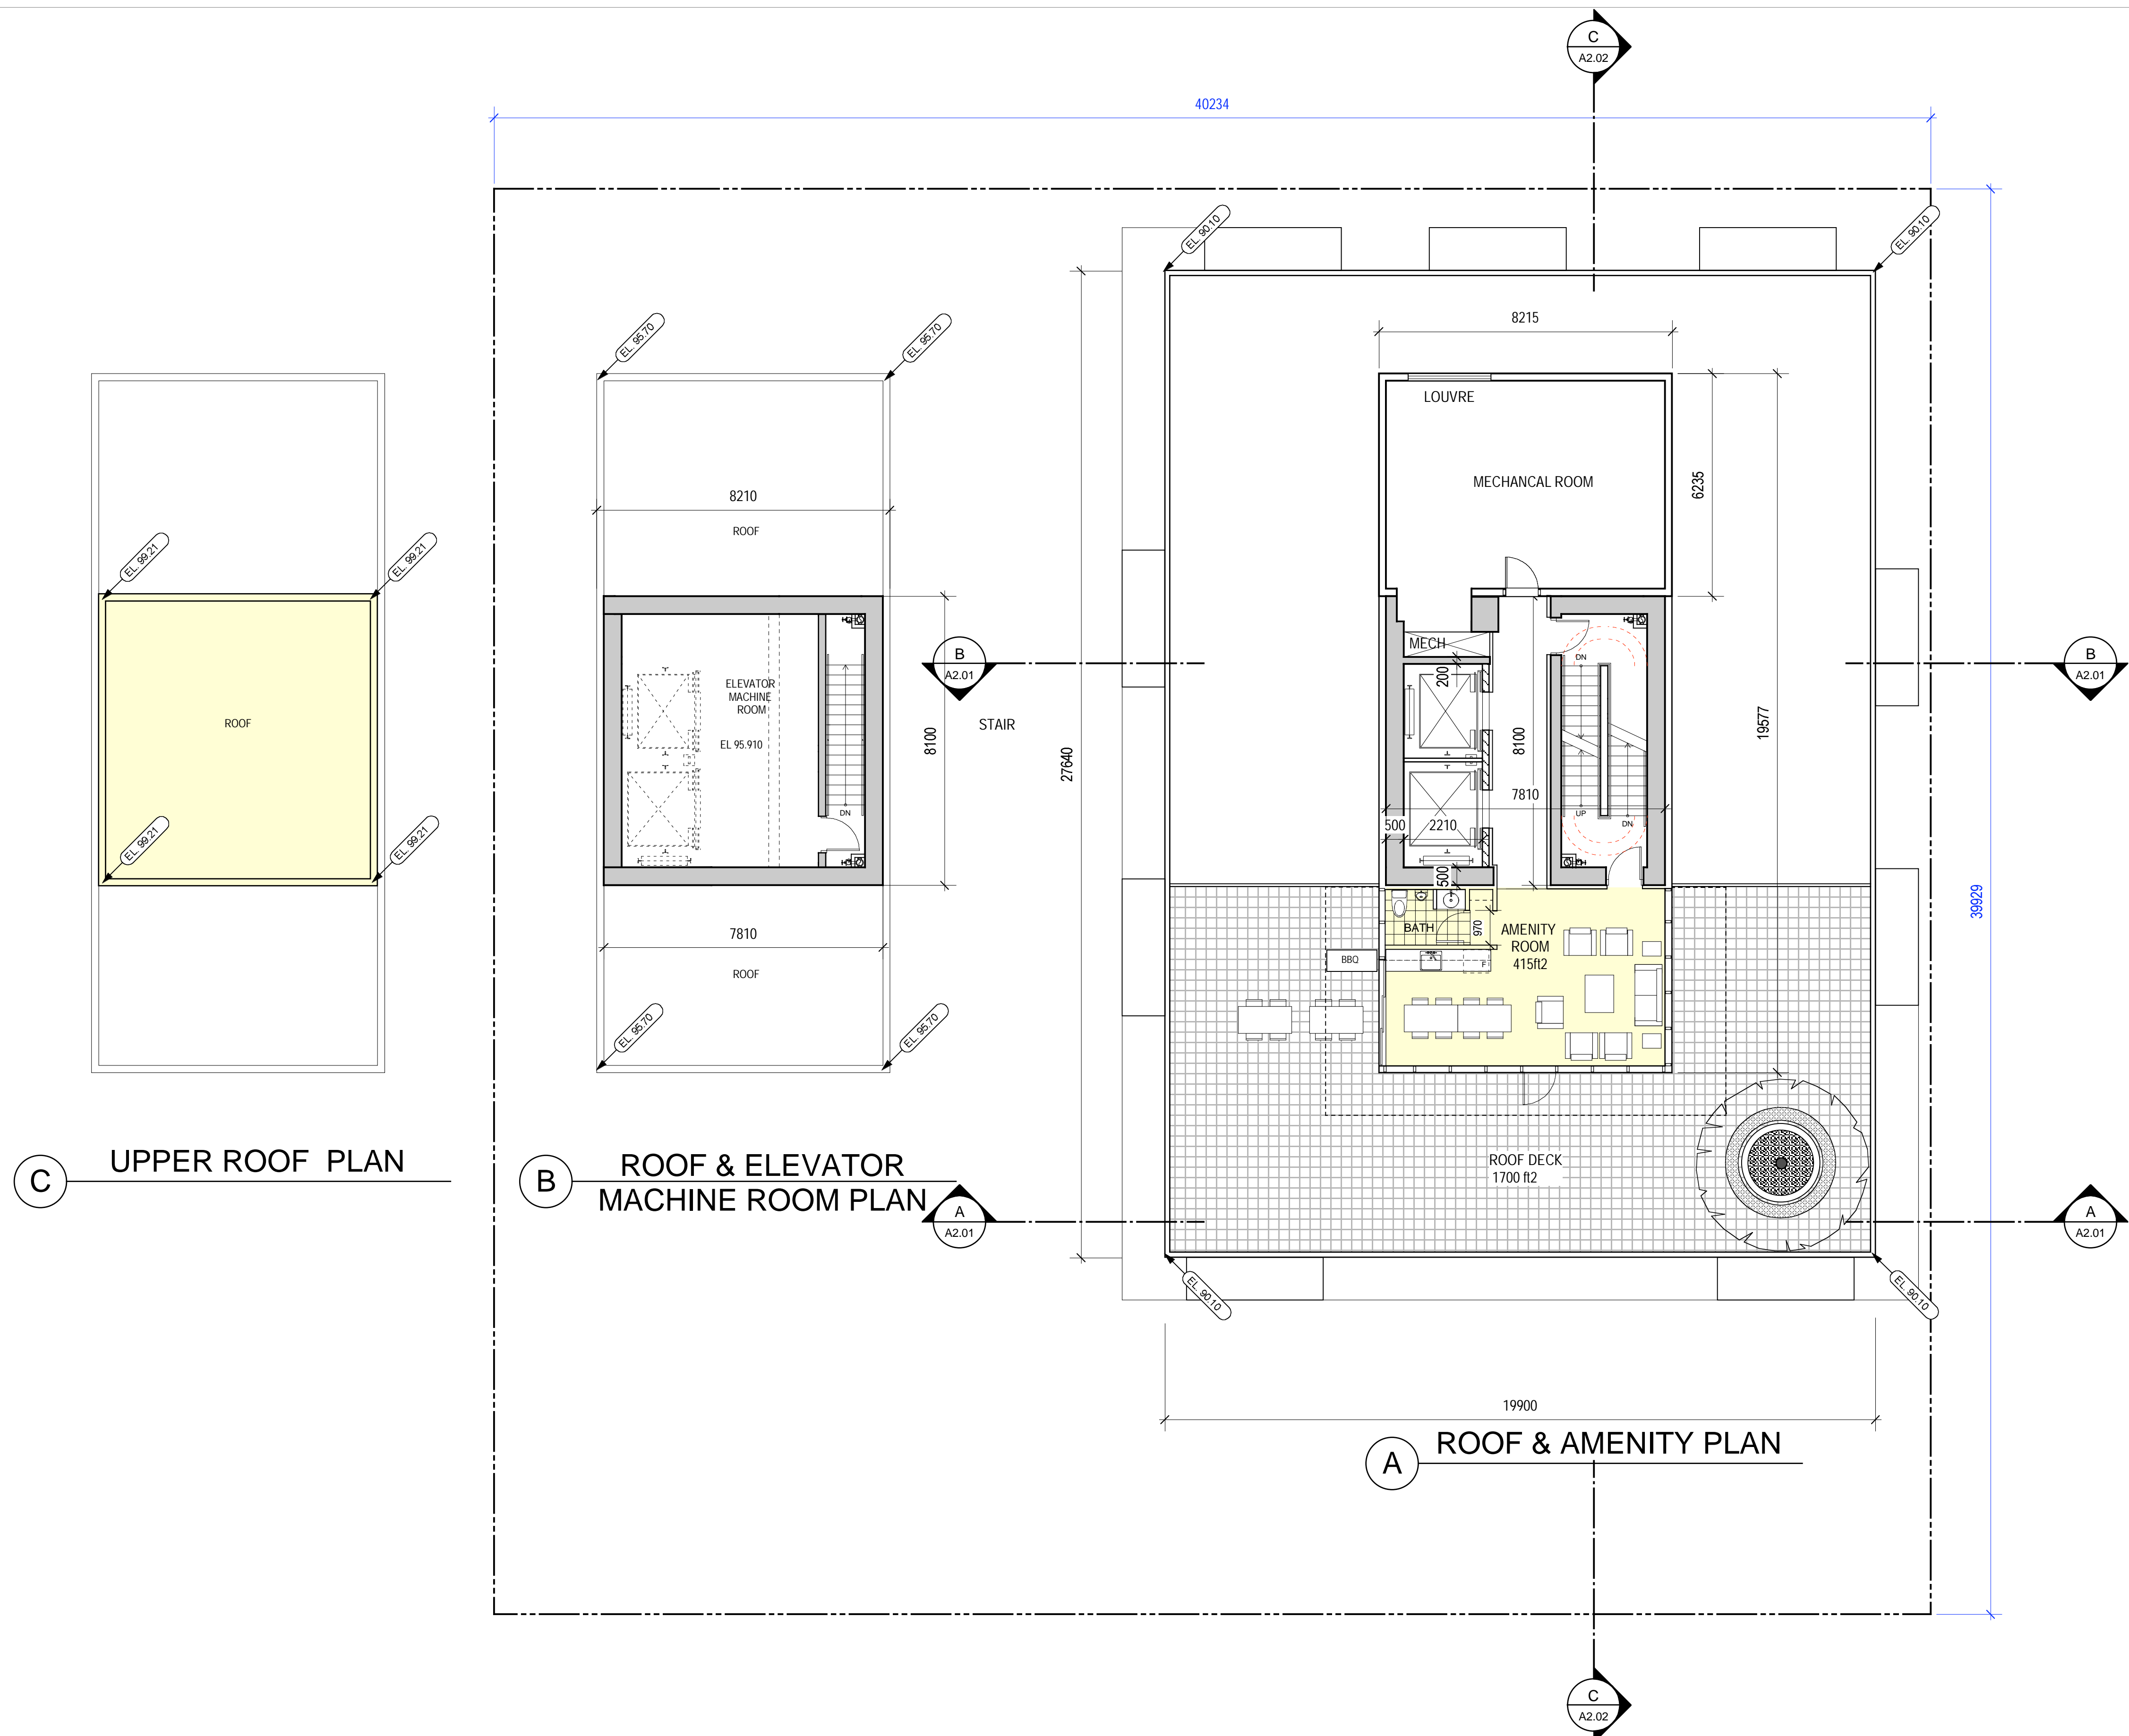 C
A2.02
40234
EL. 90.10
EL. 90.10
8215
EL. 95.70
EL. 95.70
LOUVRE
MECHANCAL ROOM
6235
8210
ROOF
EL. 99.21
EL. 99.21
MECH
DN
B
A2.01
B
A2.01
200
ELEVATOR
MACHINE
ROOM
EL 95.910
ROOF
STAIR
8100
8100
19577
27640
7810
500
2210
UP
DN
DN
EL. 99.21
EL. 99.21
500
39929
BATH
970
AMENITY
ROOM
415ft2
7810
ROOF
BBQ
F
EL. 95.70
EL. 95.70
C
UPPER ROOF PLAN
B
ROOF & ELEVATOR
MACHINE ROOM PLAN
ROOF DECK
1700 ft2
A
A2.01
A
A2.01
EL. 90.10
EL. 90.10
19900
A
ROOF & AMENITY PLAN
C
A2.02